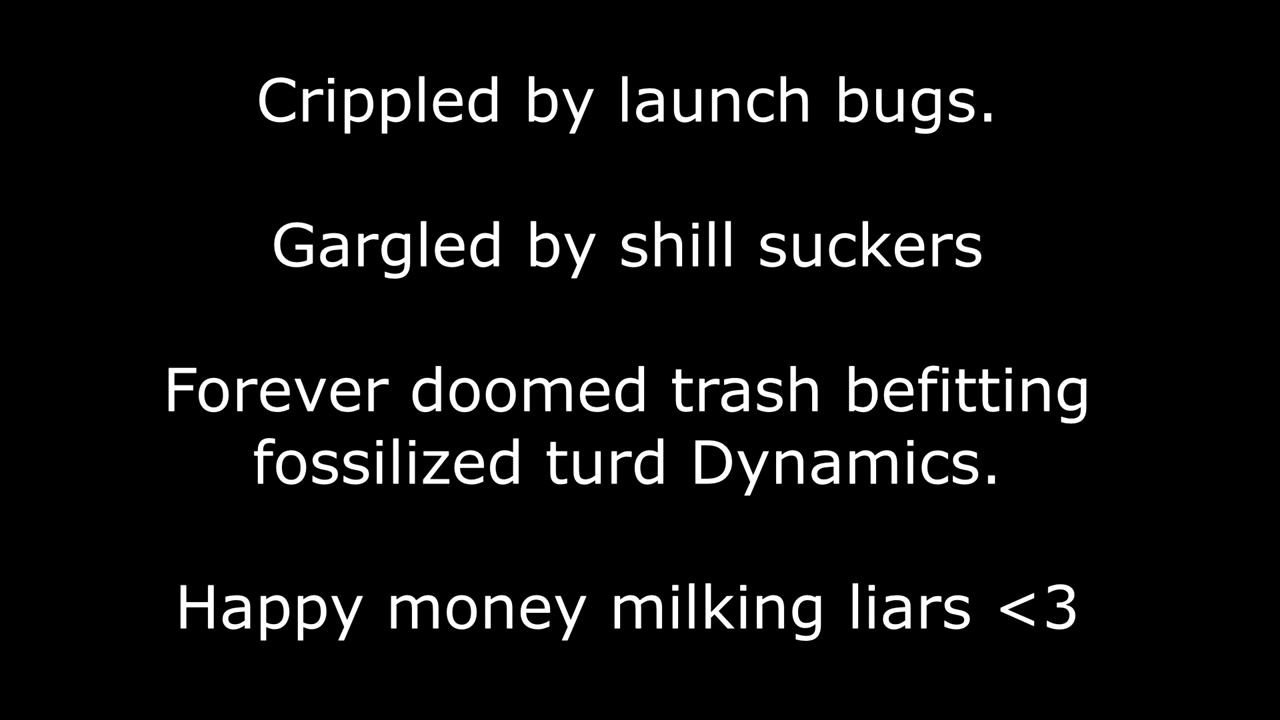 Crippled by launch bugs.
Gargled by shill suckers
Forever doomed trash befitting
fossilized turd Dynamics.
Happy money milking liars <3